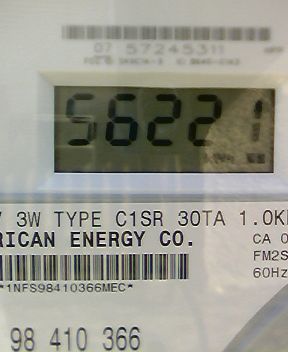 07 57245311
56221
V 3W TYPE C1SR 30TA 1.0K
RICAN ENERGY CO.
CA 0
FM2S
60Hz
*1NFS98410366MEC*
98 410 366